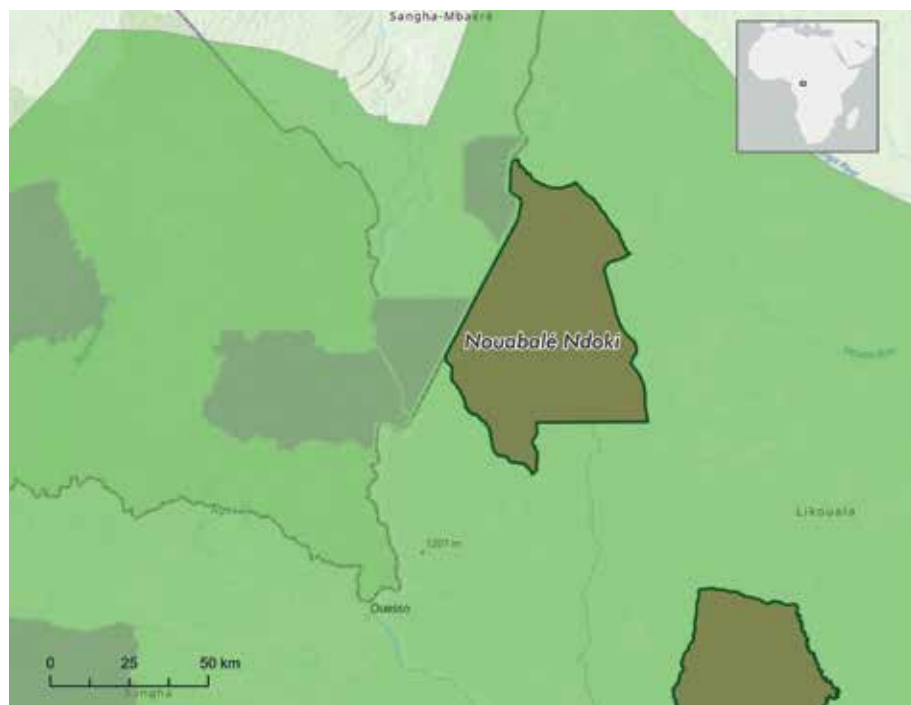 Sangha-Mbaéré
Nouabalé Ndoki
Likouala
1207 m
Ouesso
0 25 50 km
Sangha